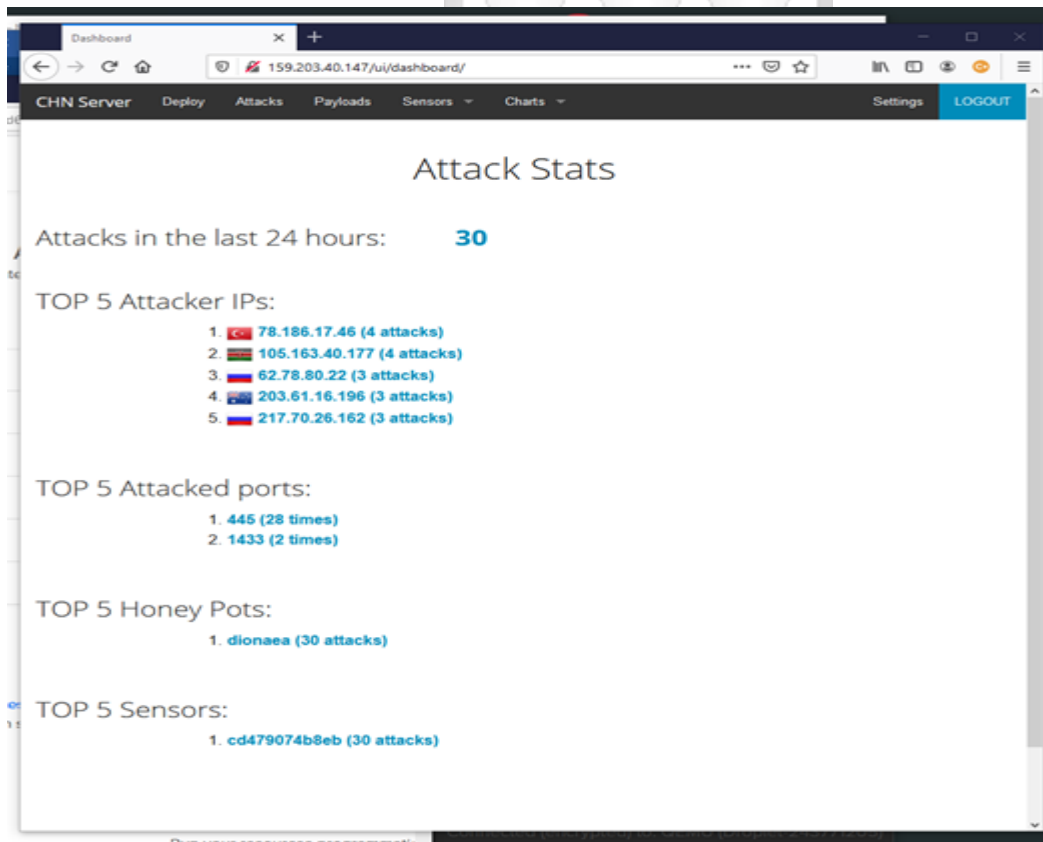 Dashboard
159.203.40.147/ui/dashboard/
CHN Server Deploy Attacks Payloads Sensors Charts Settings LOGOUT
Attack Stats
Attacks in the last 24 hours: 30
TOP 5 Attacker IPs:
1. 78.186.17.46 (4 attacks)
2. 105.163.40.177 (4 attacks)
3. 62.78.80.22 (3 attacks)
4. 203.61.16.196 (3 attacks)
5. 217.70.26.162 (3 attacks)
TOP 5 Attacked ports:
1. 445 (28 times)
2. 1433 (2 times)
TOP 5 Honey Pots:
1. dionaea (30 attacks)
TOP 5 Sensors:
1. cd479074b8eb (30 attacks)